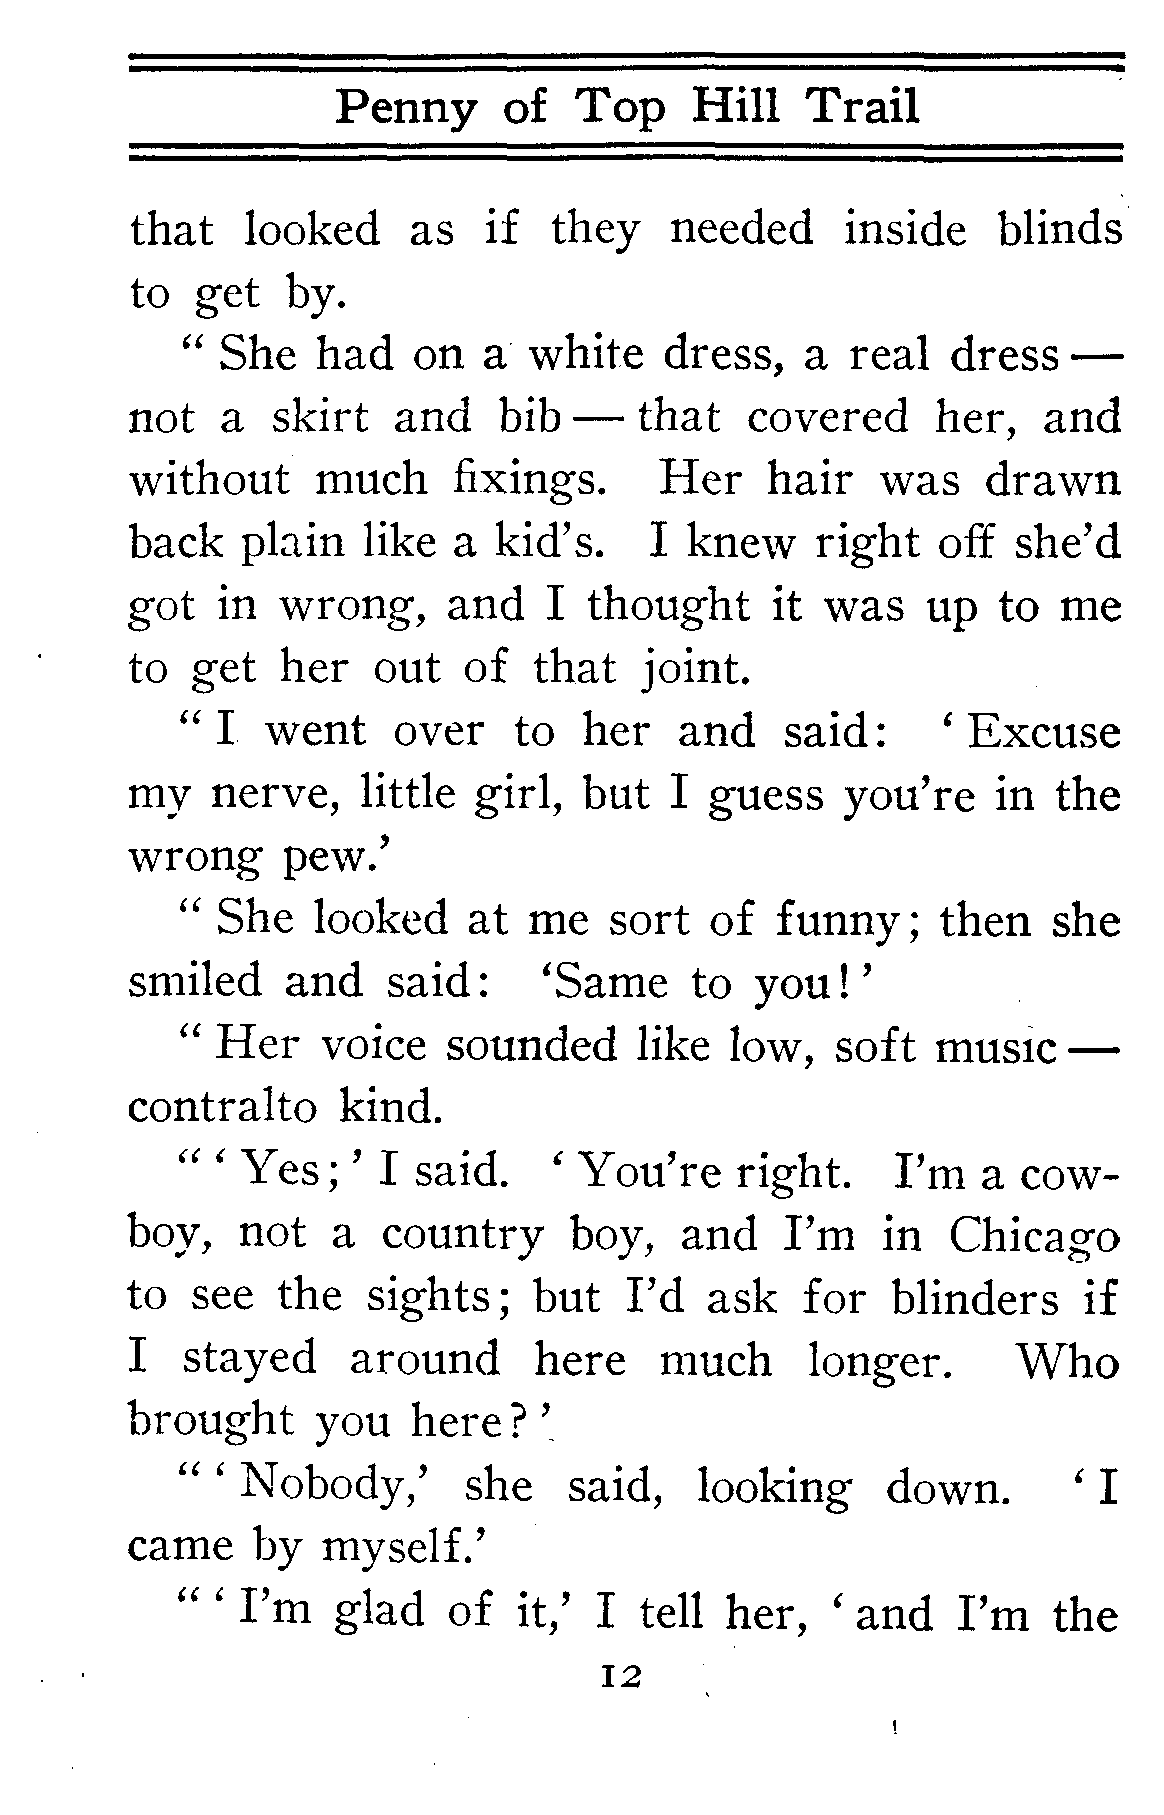 Penny of Top Hill Trail
that looked as if they needed inside blinds
to get by.
" She had on a white dress, a real dress —
not a skirt and bib — that covered her, and
without much fixings. Her hair was drawn
back plain like a kid's. I knew right off she'd
got in wrong, and I thought it was up to me
to get her out of that joint.
" I went over to her and said: ' Excuse
my nerve, little girl, but I guess you're in the
wrong pew.'
" She looked at me sort of funny; then she
smiled and said: 'Same to you! '
" Her voice sounded like low, soft music —
contralto kind.
" ' Yes; ' I said. ' You're right. I'm a cow-
boy, not a country boy, and I'm in Chicago
to see the sights; but I'd ask for blinders if
I stayed around here much longer. Who
brought you here? '
" ' Nobody,' she said, looking down. ' I
came by myself.'
" ' I'm glad of it,' I tell her, ' and I'm the
12